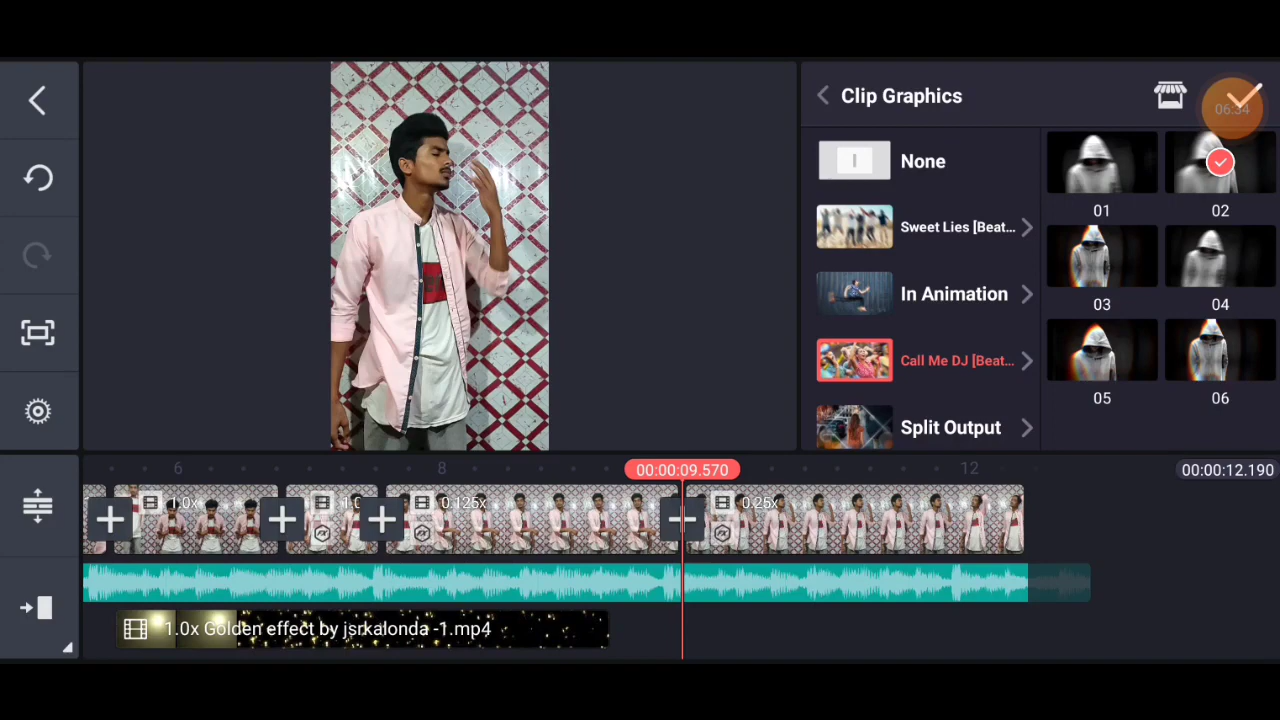 Clip Graphics
06:34
None
Sweet Lies [Beat...
In Animation
Call Me DJ [Beat...
Split Output
01
02
03
04
05
06
6
8
00:00:09.570
12
00:00:12.190
1.0x
0.125x
0.25x
1.0x Golden effect by jsrkalonda -1.mp4